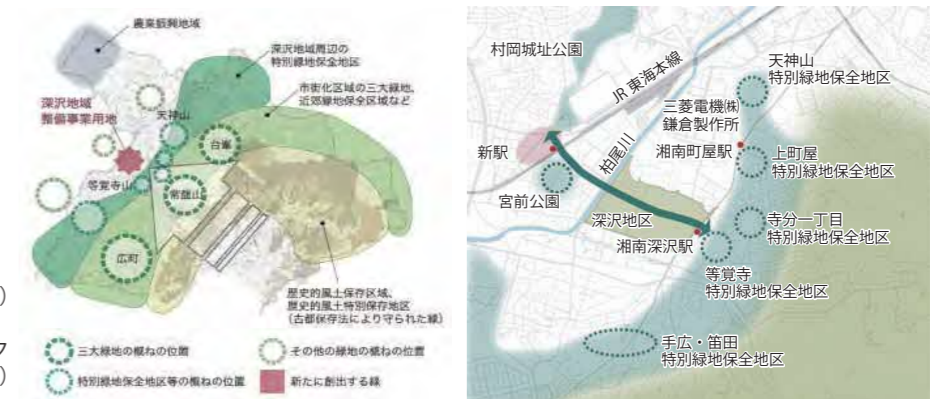 農業振興地域
深沢地域周辺の
特別緑地保全地区
市街化区域の三大緑地、
近郊緑地保全区域など
深沢地域
整備事業用地
天神山
台峯
等覚寺山
常盤山
広町
歴史的風土保存区域、
歴史的風土特別保存地区
(古都保存法により守られた緑)
三大緑地の概ねの位置
その他の緑地の概ねの位置
特別緑地保全地区等の概ねの位置
新たに創出する緑
)
)
村岡城址公園
JR東海本線
天神山
特別緑地保全地区
三菱電機㈱
鎌倉製作所
新駅
柏尾川
湘南町屋駅
上町屋
特別緑地保全地区
宮前公園
深沢地区
寺分一丁目
特別緑地保全地区
湘南深沢駅
等覚寺
特別緑地保全地区
手広・笛田
特別緑地保全地区